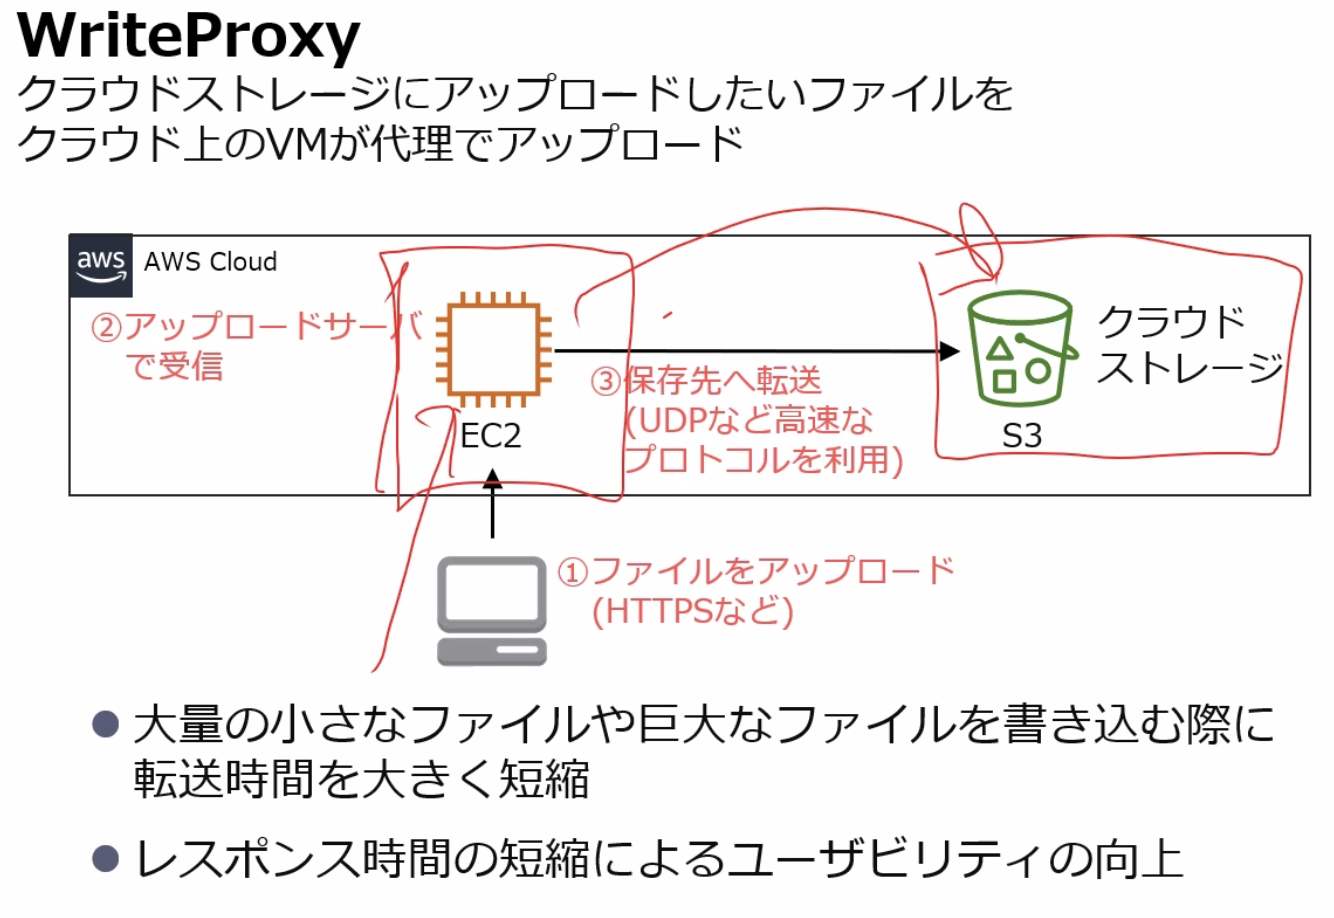 WriteProxy
クラウドストレージにアップロードしたいファイルを
クラウド上のVMが代理でアップロード
aws
AWS Cloud
②アップロードサーバ
で受信
EC2
③保存先へ転送
(UDPなど高速な
プロトコルを利用)
クラウド
ストレージ
S3
①ファイルをアップロード
(HTTPSなど)
●大量の小さなファイルや巨大なファイルを書き込む際に
転送時間を大きく短縮
●レスポンス時間の短縮によるユーザビリティの向上